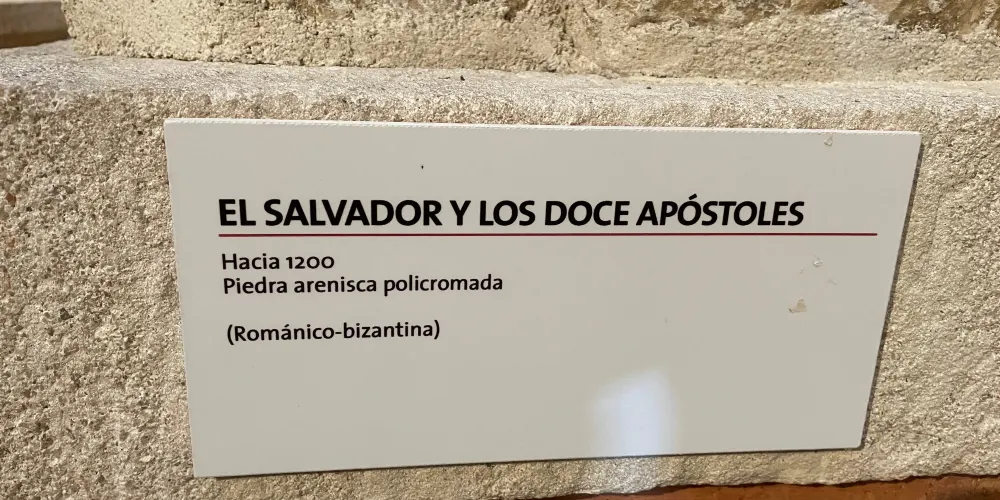 EL SALVADOR Y LOS DOCE APÓSTOLES
Hacia 1200
Piedra arenisca policromada
(Románico-bizantina)